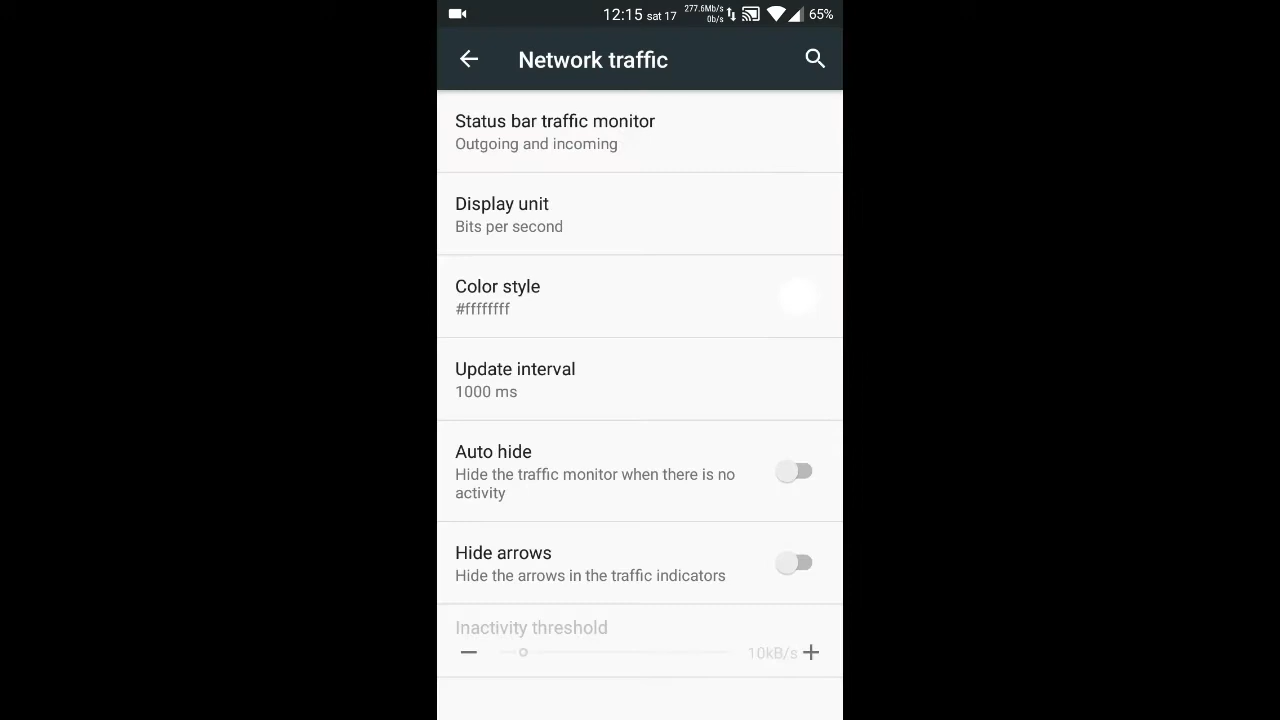 12:15 sat 17 277.6Mb/s 65%
0b/s
Network traffic
Status bar traffic monitor
Outgoing and incoming
Display unit
Bits per second
Color style
#ffffffff
Update interval
1000 ms
Auto hide
Hide the traffic monitor when there is no
activity
Hide arrows
Hide the arrows in the traffic indicators
Inactivity threshold
10kB/s